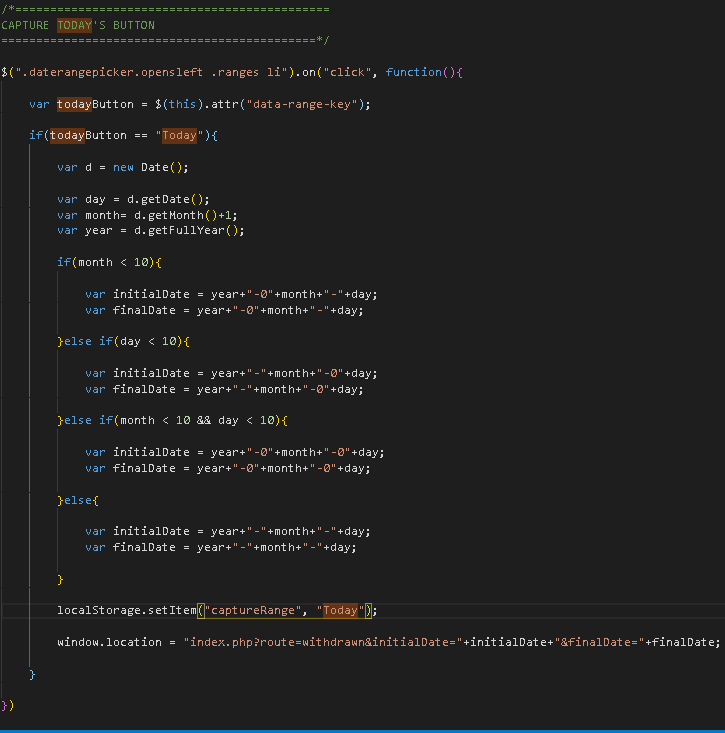 /*=============================================
CAPTURE TODAY'S BUTTON
=============================================*/
$(".daterangepicker.opensleft .ranges li").on("click", function(){
var todayButton = $(this).attr("data-range-key");
if(todayButton == "Today"){
var d = new Date();
var day = d.getDate();
var month= d.getMonth()+1;
var year = d.getFullYear();
if(month < 10){
var initialDate = year+"-0"+month+"-"+day;
var finalDate = year+"-0"+month+"-"+day;
}else if(day < 10){
var initialDate = year+"-"+month+"-0"+day;
var finalDate = year+"-"+month+"-0"+day;
}else if(month < 10 && day < 10){
var initialDate = year+"-0"+month+"-0"+day;
var finalDate = year+"-0"+month+"-0"+day;
}else{
var initialDate = year+"-"+month+"-"+day;
var finalDate = year+"-"+month+"-"+day;
}
localStorage.setItem("captureRange", "Today");
window.location = "index.php?route=withdrawn&initialDate="+initialDate+"&finalDate="+finalDate;
}
})